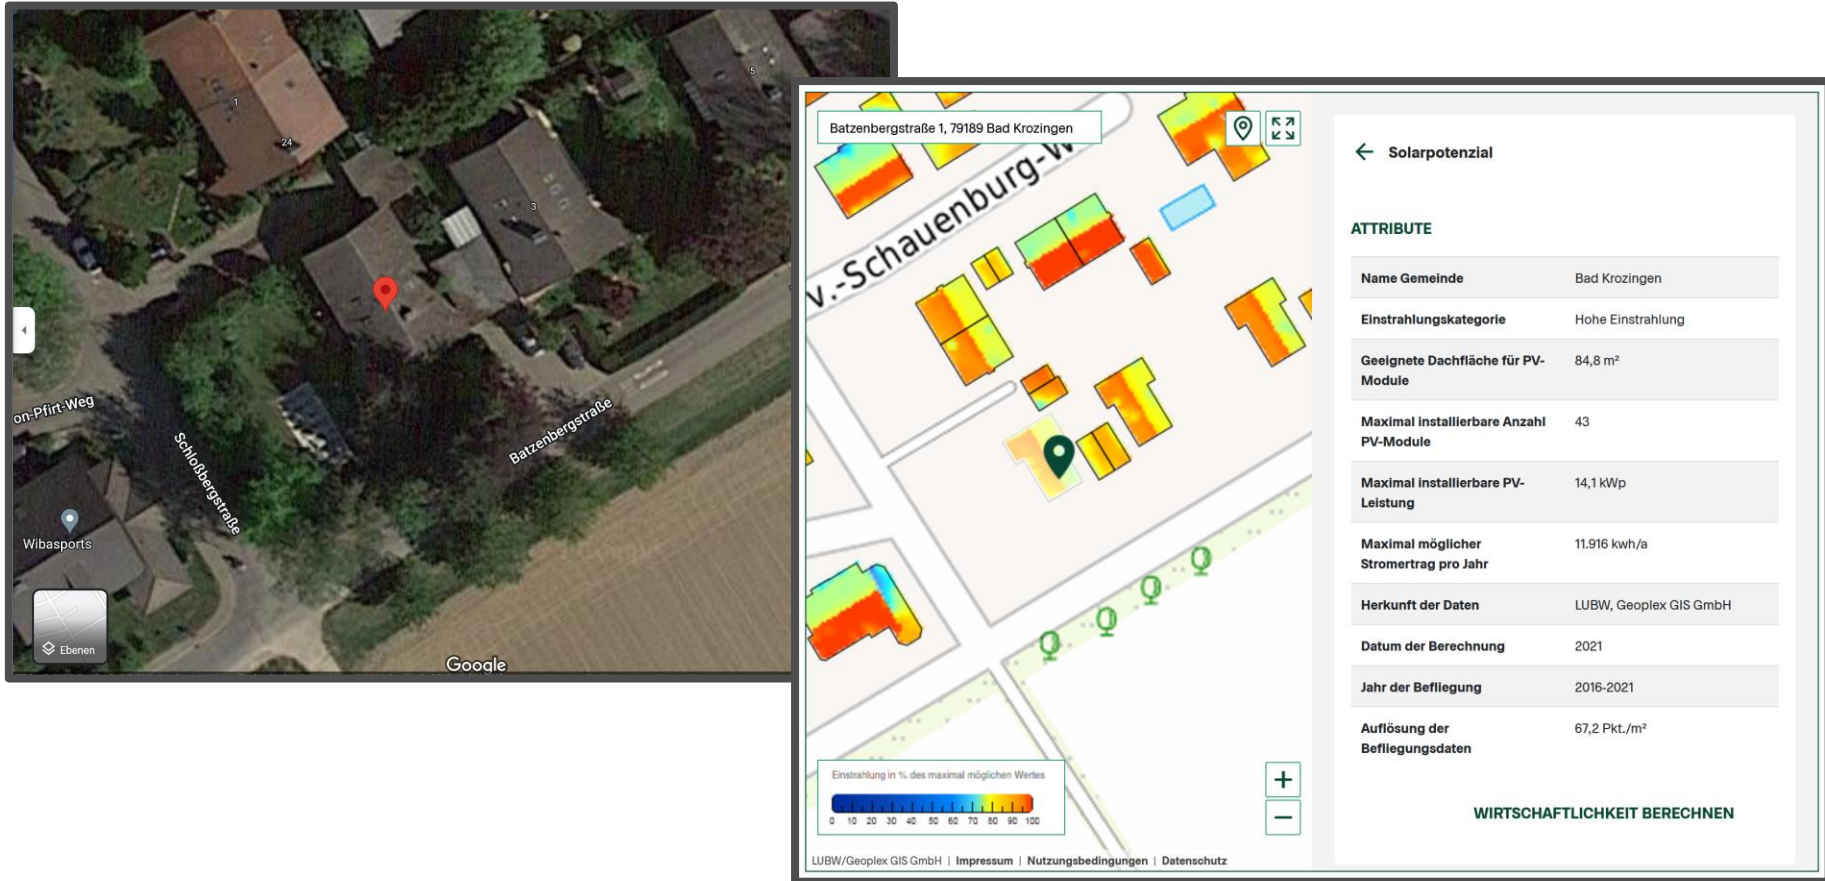 1
24
3
5
on-Pfirt-Weg
Schloßbergstraße
Batzenbergstraße
Wibasports
Ebenen
Google
Batzenbergstraße 1, 79189 Bad Krozingen
v.-Schauenburg-W
Solarpotenzial
ATTRIBUTE
Name Gemeinde Bad Krozingen
Einstrahlungskategorie Hohe Einstrahlung
Geeignete Dachfläche für PV- 84,8 m²
Module
Maximal installierbare Anzahl 43
PV-Module
Maximal installierbare PV- 14,1 kWp
Leistung
Maximal möglicher 11.916 kwh/a
Stromertrag pro Jahr
Herkunft der Daten LUBW, Geoplex GIS GmbH
Datum der Berechnung 2021
Jahr der Befliegung 2016-2021
Auflösung der 67,2 Pkt./m²
Befliegungsdaten
WIRTSCHAFTLICHKEIT BERECHNEN
Einstrahlung in % des maximal möglichen Wertes
0 10 20 30 40 50 60 70 80 90 100
+
−
LUBW/Geoplex GIS GmbH | Impressum | Nutzungsbedingungen | Datenschutz